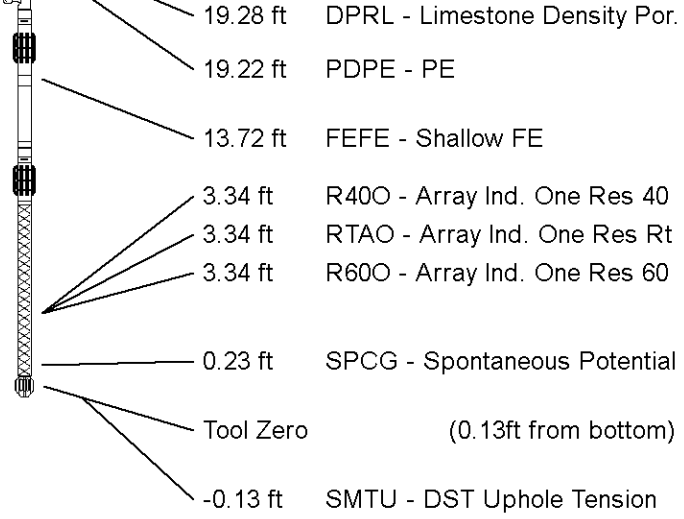 19.28 ft DPRL - Limestone Density Por.
19.22 ft PDPE - PE
13.72 ft FEFE - Shallow FE
3.34 ft R40O - Array Ind. One Res 40
3.34 ft RTAO - Array Ind. One Res Rt
3.34 ft R60O - Array Ind. One Res 60
0.23 ft SPCG - Spontaneous Potential
Tool Zero (0.13ft from bottom)
-0.13 ft SMTU - DST Uphole Tension